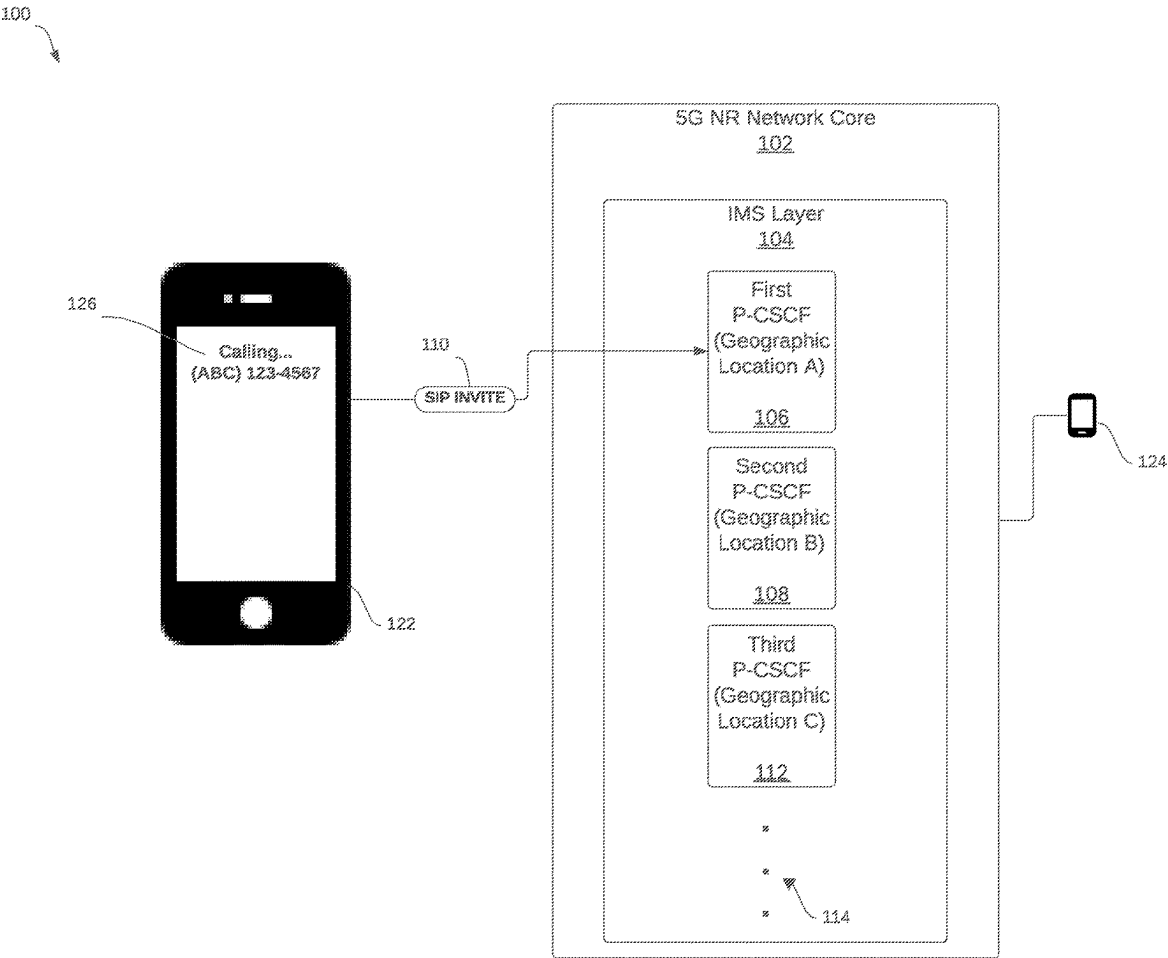 100
5G NR Network Core
102
IMS Layer
104
First
P-CSCF
(Geographic
Location A)
106
126
Calling...
(ABC) 123-4567
110
SIP INVITE
124
Second
P-CSCF
(Geographic
Location B)
108
122
Third
P-CSCF
(Geographic
Location C)
112
114